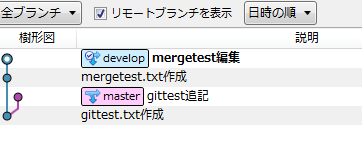 全ブランチ リモートブランチを表示 日時の順
樹形図 説明
develop mergetest編集
mergetest.txt作成
master gittest追記
gittest.txt作成